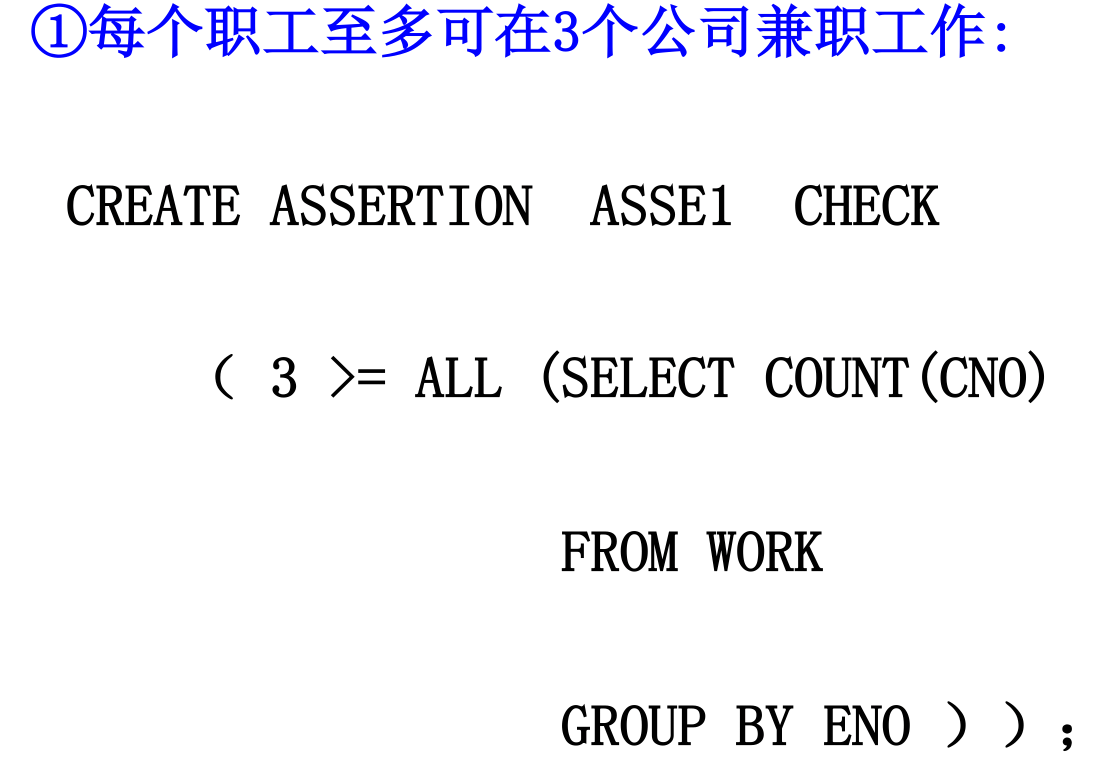 ①每个职工至多可在3个公司兼职工作:
CREATE ASSERTION ASSE1 CHECK
( 3 >= ALL (SELECT COUNT(CNO)
FROM WORK
GROUP BY ENO ) ) ;